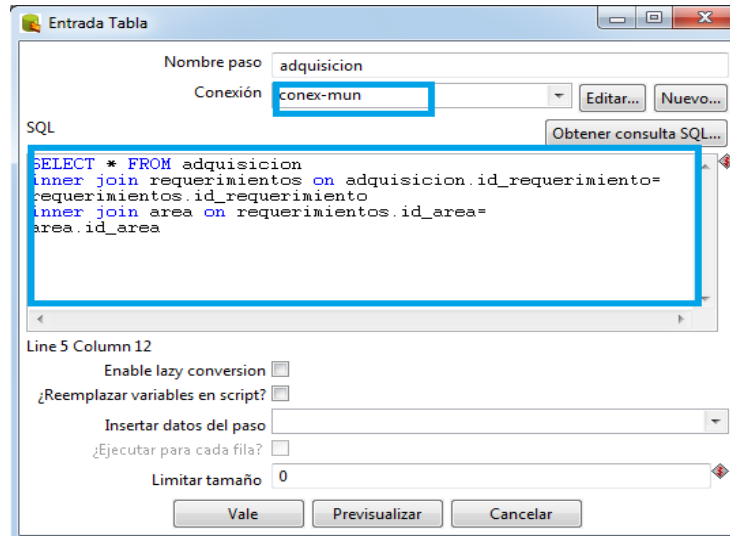 Entrada Tabla
Nombre paso adquisicion
Conexión conex-mun Editar... Nuevo...
SQL Obtener consulta SQL...
SELECT * FROM adquisicion
inner join requerimientos on adquisicion.id_requerimiento=
requerimientos.id_requerimiento
inner join area on requerimientos.id_area=
area.id_area
Line 5 Column 12
Enable lazy conversion
¿Reemplazar variables en script?
Insertar datos del paso
¿Ejecutar para cada fila?
Limitar tamaño 0
Vale Previsualizar Cancelar